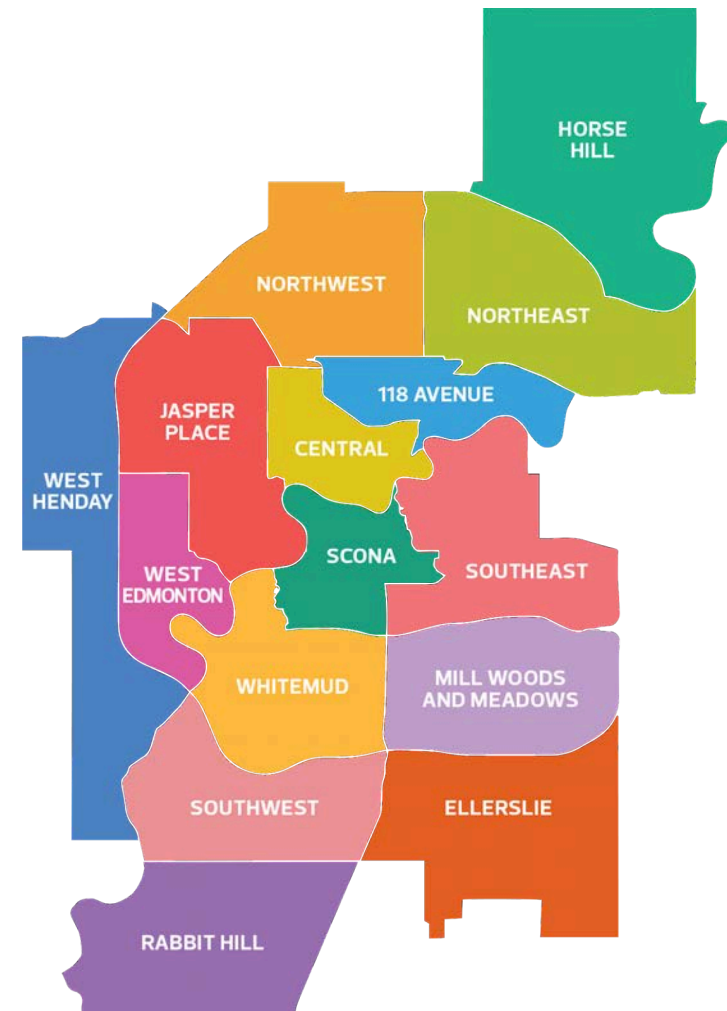 HORSE
HILL
NORTHWEST
NORTHEAST
118 AVENUE
JASPER
PLACE
CENTRAL
WEST
HENDAY
SCONA
SOUTHEAST
WEST
EDMONTON
WHITEMUD
MILL WOODS
AND MEADOWS
SOUTHWEST
ELLERSLIE
RABBIT HILL